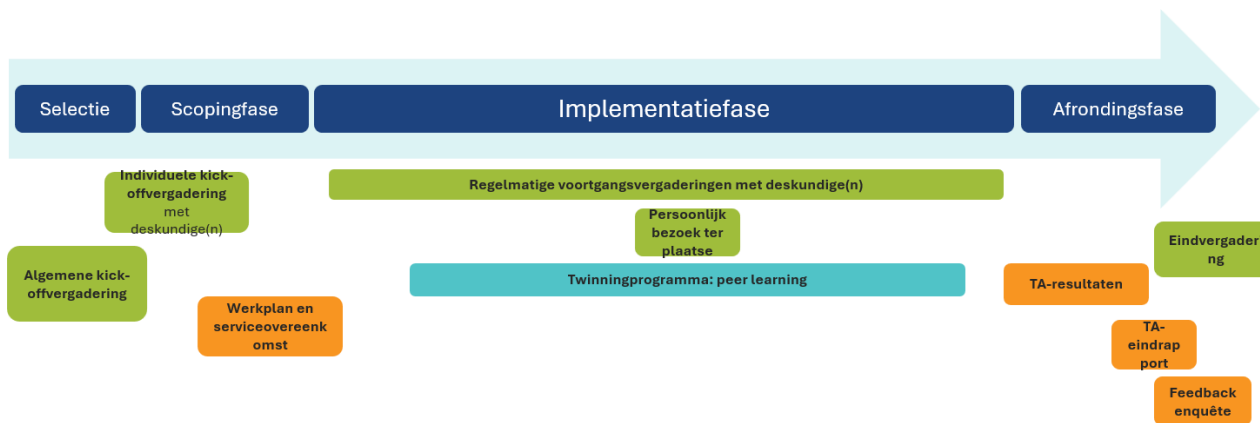 Selectie
Scopingfase
Implementatiefase
Afrondingsfase
Individuele kick-
offvergadering
met
deskundige(n)
Regelmatige voortgangsvergaderingen met deskundige(n)
Persoonlijk
bezoek ter
plaatse
Eindvergaderi
ng
Algemene kick-
offvergadering
Twinningprogramma: peer learning
TA-resultaten
Werkplan en
serviceovereenk
omst
TA-
eindrap
port
Feedback
enquête